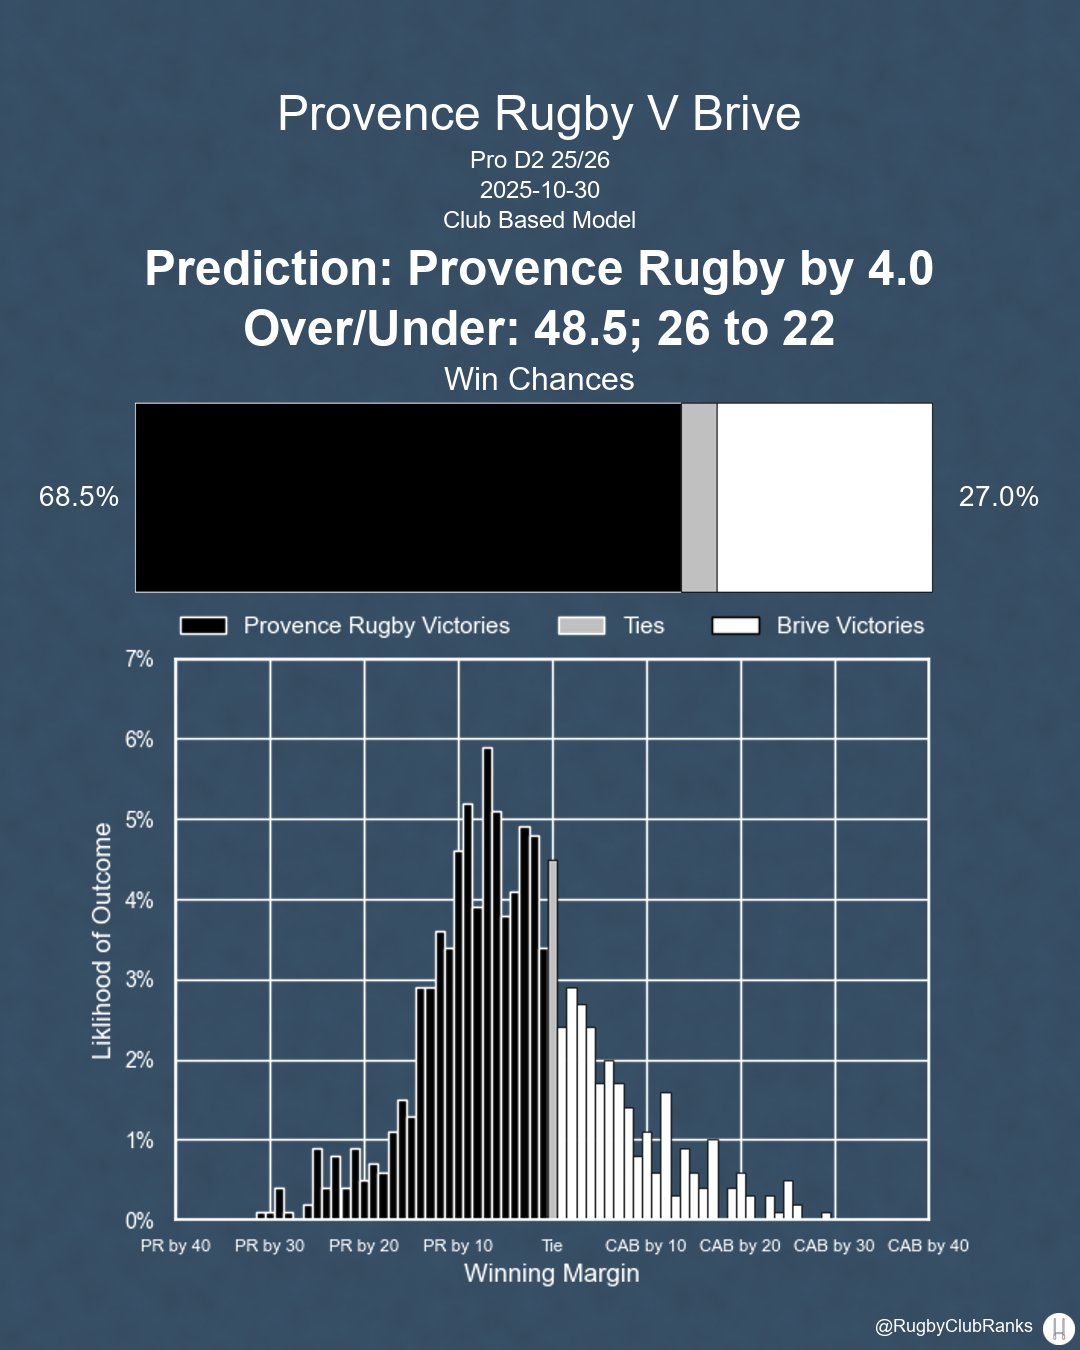 Provence Rugby V Brive
Pro D2 25/26
2025-10-30
Club Based Model
Prediction: Provence Rugby by 4.0
Over/Under: 48.5; 26 to 22
Win Chances
68.5%
27.0%
Provence Rugby Victories Ties Brive Victories
7%
6%
5%
4%
3%
2%
1%
0%
Liklihood of Outcome
PR by 40 PR by 30 PR by 20 PR by 10 Tie CAB by 10 CAB by 20 CAB by 30 CAB by 40
Winning Margin
@RugbyClubRanks